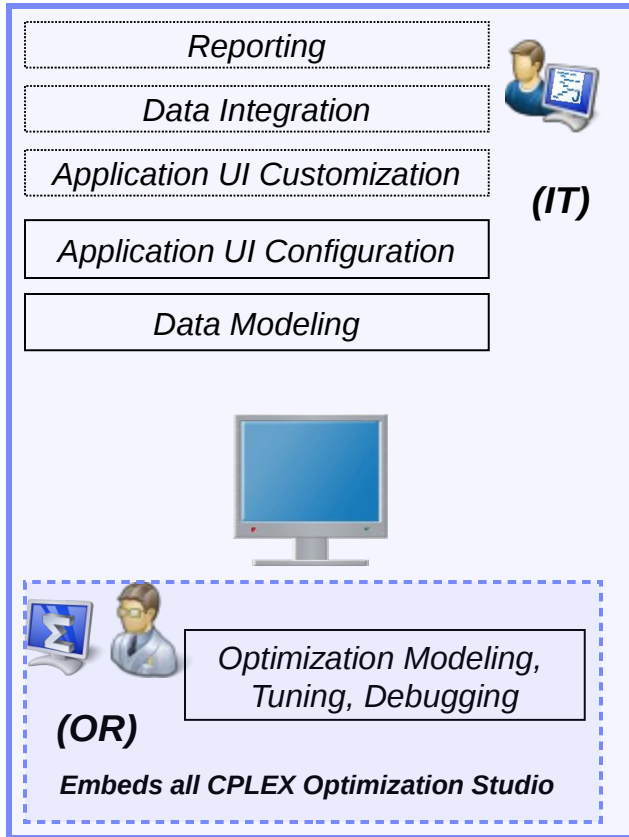 Reporting
Data Integration
Application UI Customization
(IT)
Application UI Configuration
Data Modeling
Σ
Optimization Modeling,
Tuning, Debugging
(OR)
Embeds all CPLEX Optimization Studio